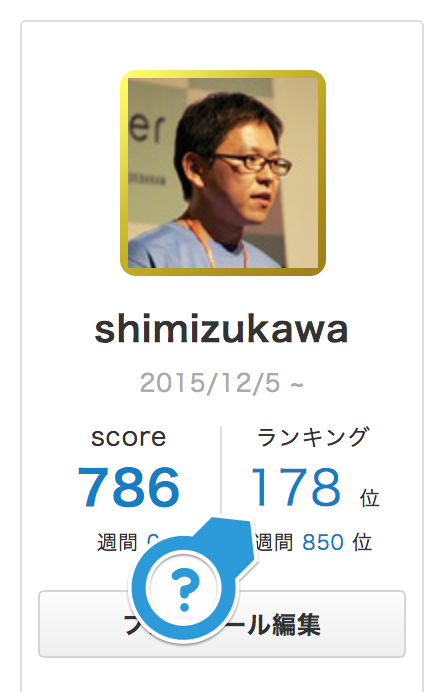 er
shimizukawa
2015/12/5 ~
score
ランキング
786
178 位
週間
週間 850 位
?
ール編集